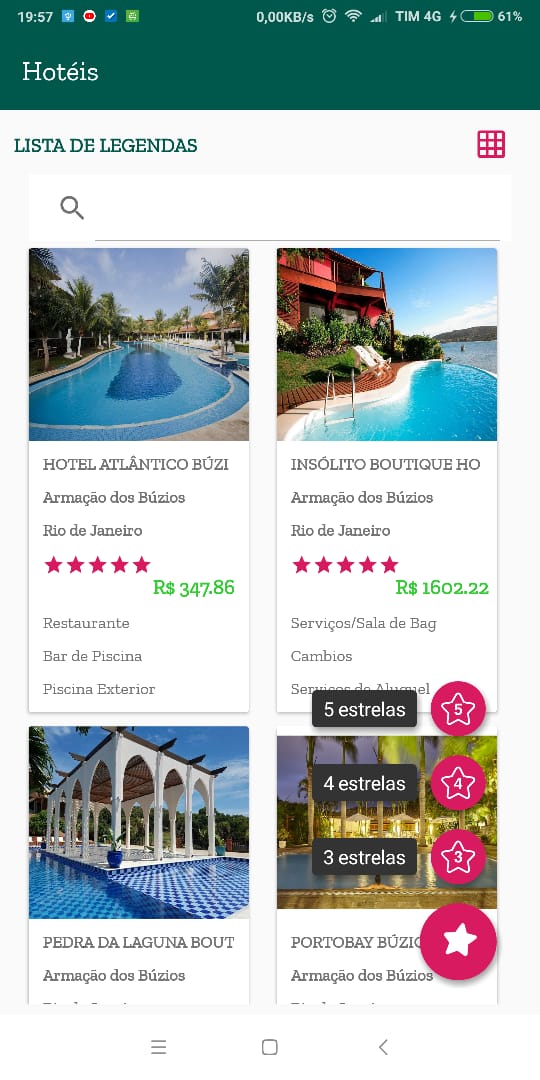 19:57
0,00KB/s TIM 4G 61%
Hotéis
LISTA DE LEGENDAS
HOTEL ATLÂNTICO BÚZI
Armação dos Búzios
Rio de Janeiro
R$ 347.86
Restaurante
Bar de Piscina
Piscina Exterior
INSÓLITO BOUTIQUE HO
Armação dos Búzios
Rio de Janeiro
R$ 1602.22
Serviços/Sala de Bag
Cambios
Serviços de Aluguel
5 estrelas
5
4 estrelas
4
3 estrelas
3
PEDRA DA LAGUNA BOUT
Armação dos Búzios
PORTOBAY BÚZIO
Armação dos Búzios